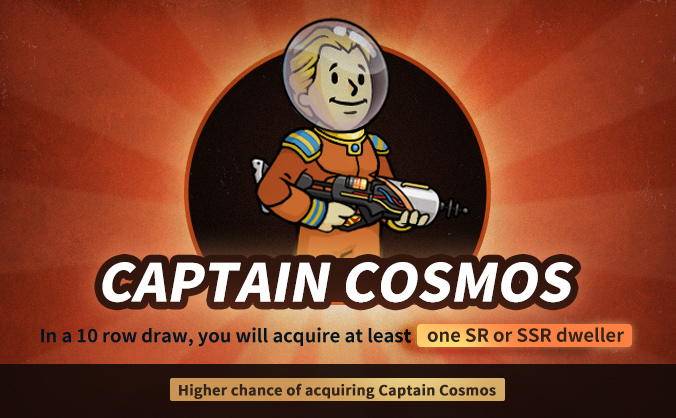 CAPTAIN COSMOS
In a 10 row draw, you will acquire at least one SR or SSR dweller
Higher chance of acquiring Captain Cosmos